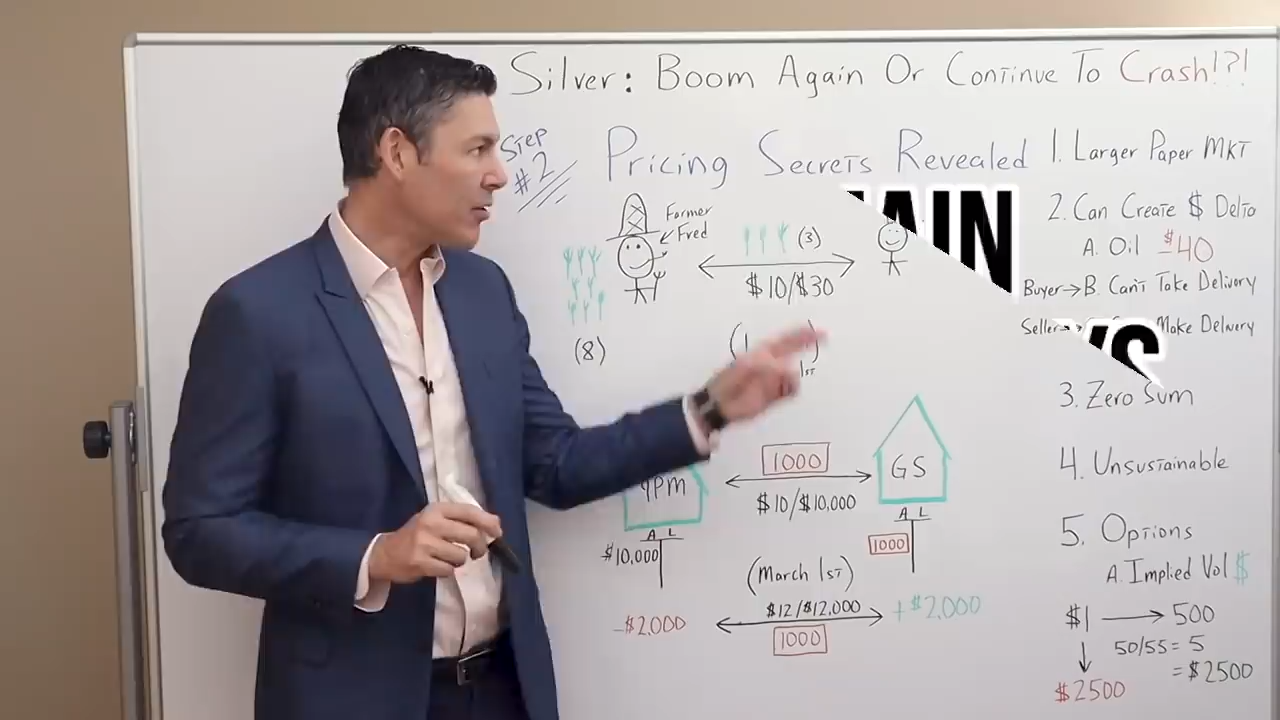 Silver: Boom Again Or Continue To Crash!?!
STEP
#2
Pricing Secrets Revealed
Farmer
Fred
(3)
$10/$30
(8)
1000
$10/$10,000
GS
A L
$10,000
A L
1000
(March 1st)
$12/$12,000
-$2,000
+$2,000
1000
1. Larger Paper MKT
2. Can Create $ Delta
A. Oil -$40
Buyer→B. Can't Take Delivery
Seller→ Make Delivery
3. Zero Sum
4. Unsustainable
5. Options
A. Implied Vol $
$1 → 500
50/55 = 5
= $2500
$2500